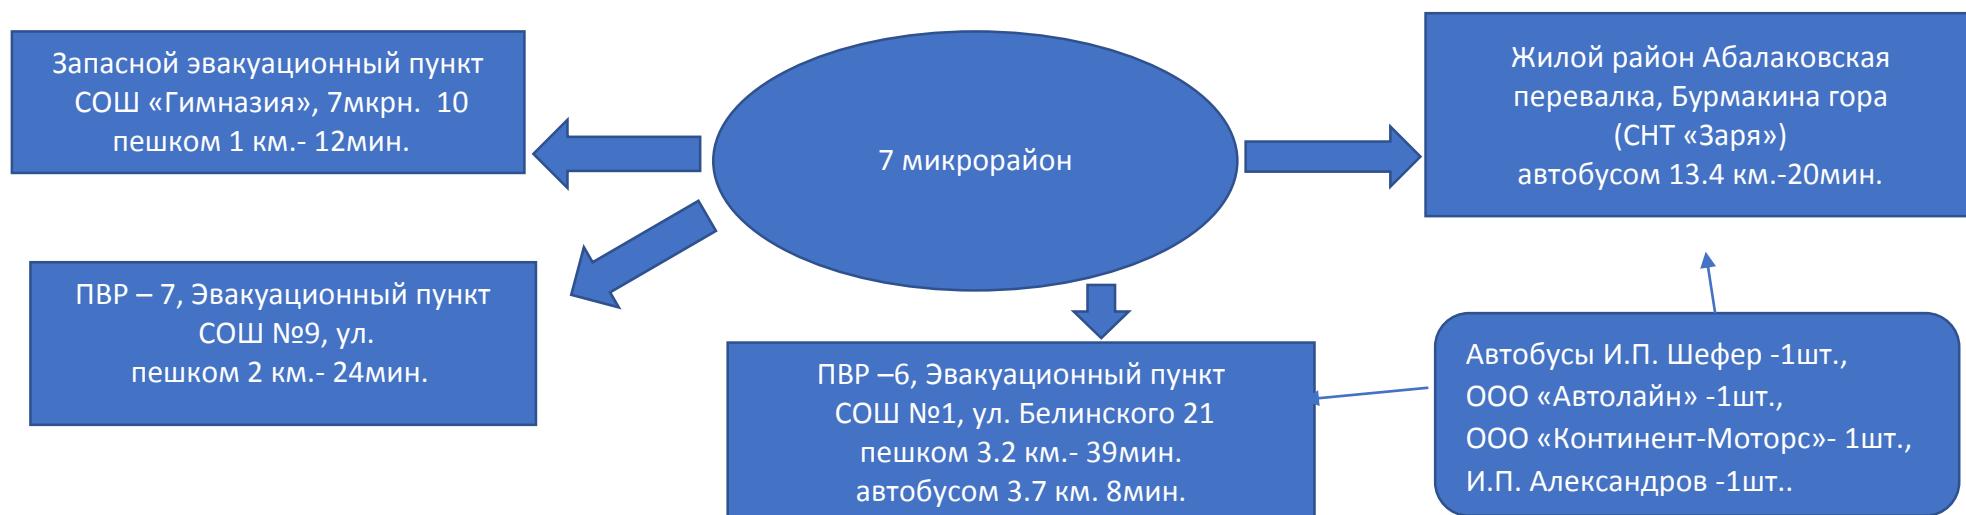 Запасной эвакуационный пункт
СОШ «Гимназия», 7мкрн. 10
пешком 1 км.- 12мин.
7 микрорайон
Жилой район Абалаковская
перевалка, Бурмакина гора
(СНТ «Заря»)
автобусом 13.4 км.-20мин.
ПВР – 7, Эвакуационный пункт
СОШ №9, ул.
пешком 2 км.- 24мин.
ПВР –6, Эвакуационный пункт
СОШ №1, ул. Белинского 21
пешком 3.2 км.- 39мин.
автобусом 3.7 км. 8мин.
Автобусы И.П. Шефер -1шт.,
ООО «Автолайн» -1шт.,
ООО «Континент-Моторс»- 1шт.,
И.П. Александров -1шт..